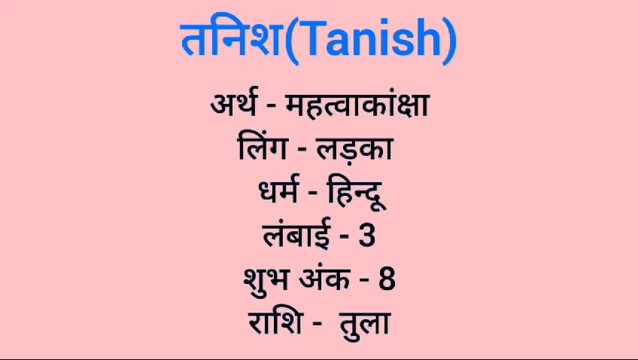 तनिश(Tanish)
अर्थ - महत्वाकांक्षा
लिंग - लड़का
धर्म - हिन्दू
लंबाई - 3
शुभ अंक - 8
राशि - तुला